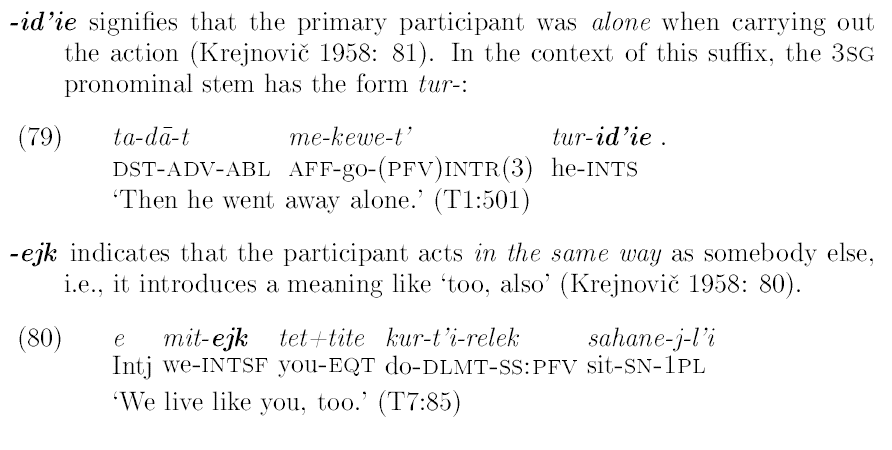 -id’ie signifies that the primary participant was alone when carrying out
the action (Krejnovič 1958: 81). In the context of this suffix, the 3SG
pronominal stem has the form tur-:
(79) ta-dā-t me-kewe-t’ tur-id’ie .
DST-ADV-ABL AFF-go-(PFV)INTR(3) he-INTS
‘Then he went away alone.’ (T1:501)
-ejk indicates that the participant acts in the same way as somebody else,
i.e., it introduces a meaning like ‘too, also’ (Krejnovič 1958: 80).
(80) e mit-ejk tet+tite kur-t’i-relek sahane-j-l’i
Intj we-INTSF you-EQT do-DLMT-SS:PFV sit-SN-1PL
‘We live like you, too.’ (T7:85)